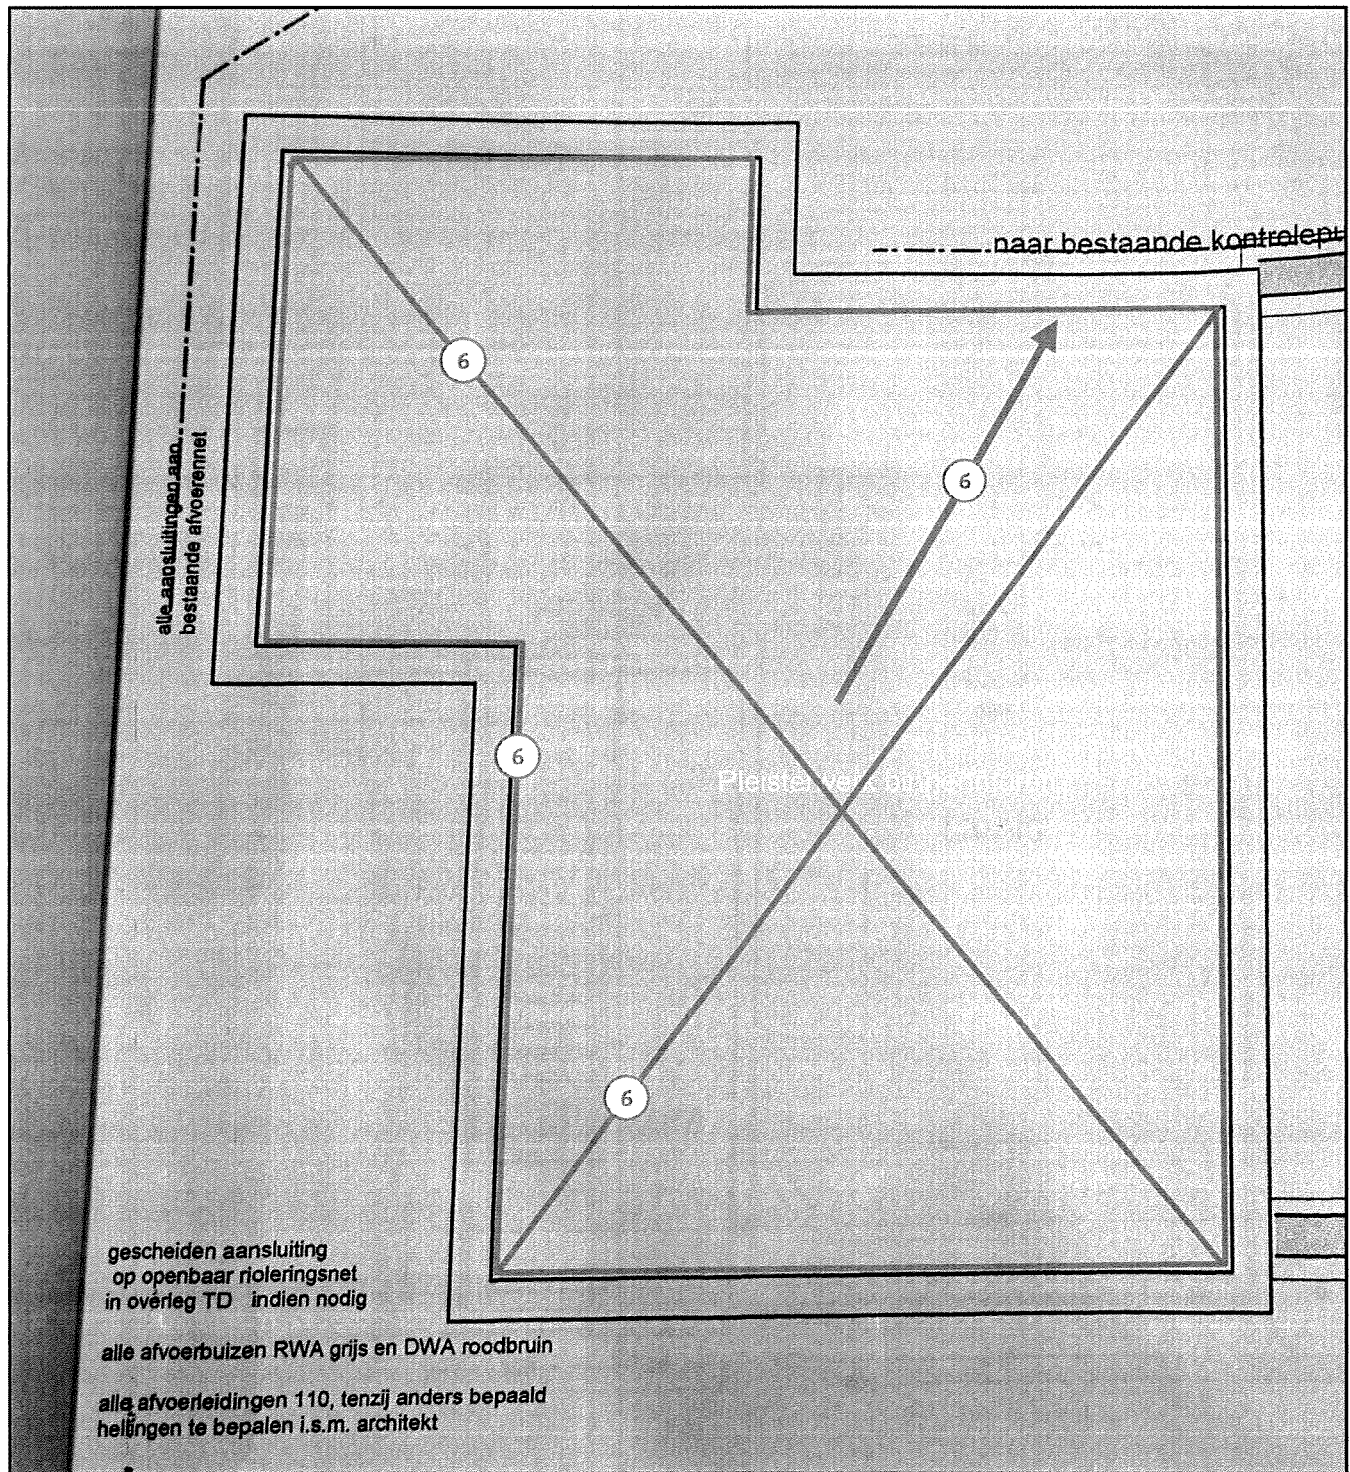 naar bestaande kontrolept
6
6
alle aansluitingen aan
bestaande afvoerennet
6
6
gescheiden aansluiting
op openbaar rioleringsnet
in overleg TD indien nodig
alle afvoerbuizen RWA grijs en DWA roodbruin
alle afvoerleidingen 110, tenzij anders bepaald
hellingen te bepalen i.s.m. architekt